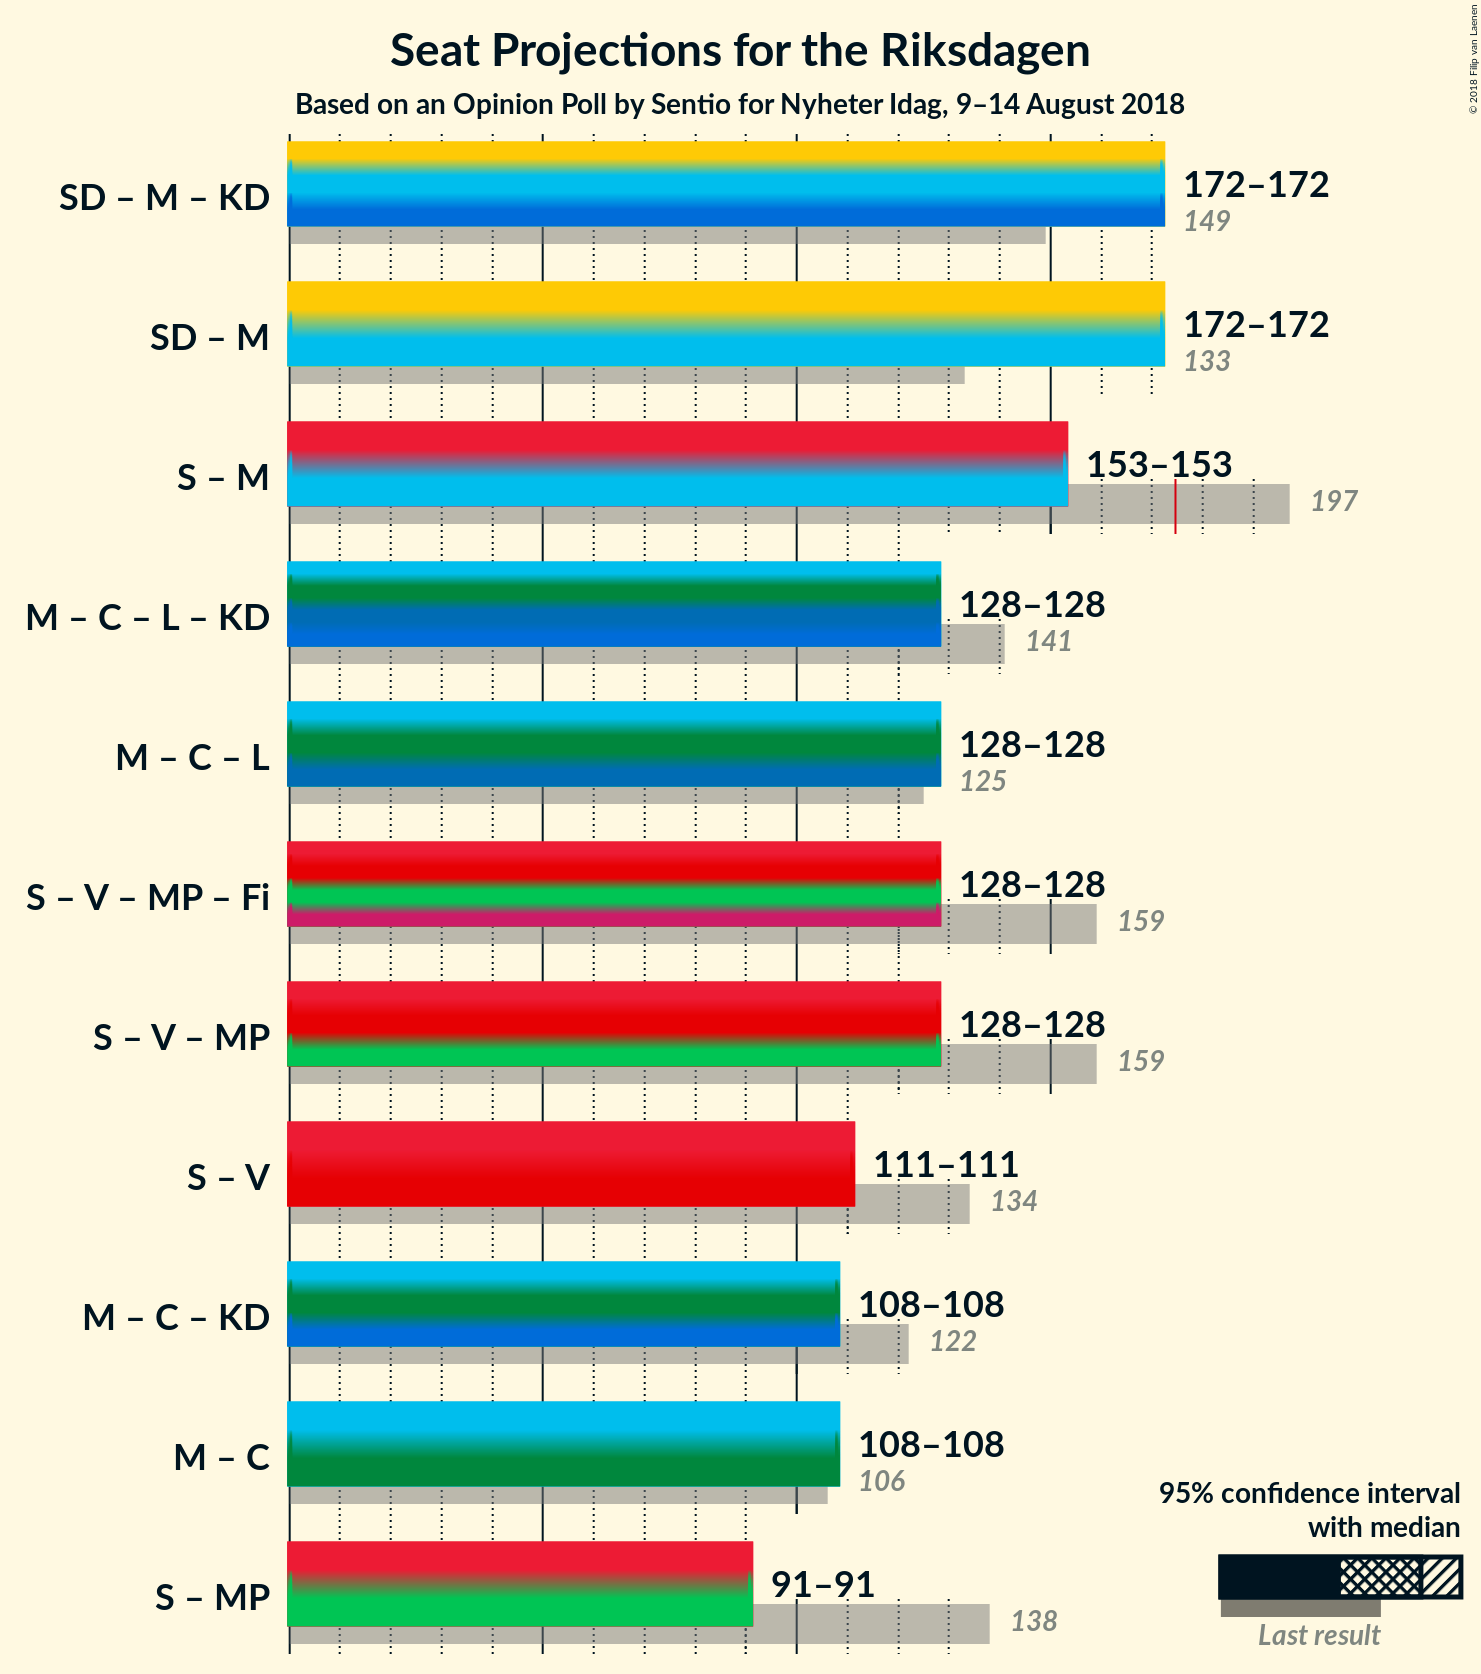 © 2018 Filip van Laenen
Seat Projections for the Riksdagen
Based on an Opinion Poll by Sentio for Nyheter Idag, 9–14 August 2018
SD – M – KD
172–172
149
SD – M
172–172
133
S – M
153–153
197
M – C – L – KD
128–128
141
M – C – L
128–128
125
S – V – MP – Fi
128–128
159
S – V – MP
128–128
159
S – V
111–111
134
M – C – KD
108–108
122
M – C
108–108
106
S – MP
91–91
138
95% confidence interval
with median
Last result